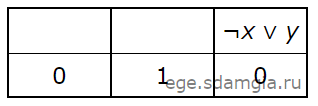 ¬x ∨ y
0 1 0
ege.sdamgia.ru